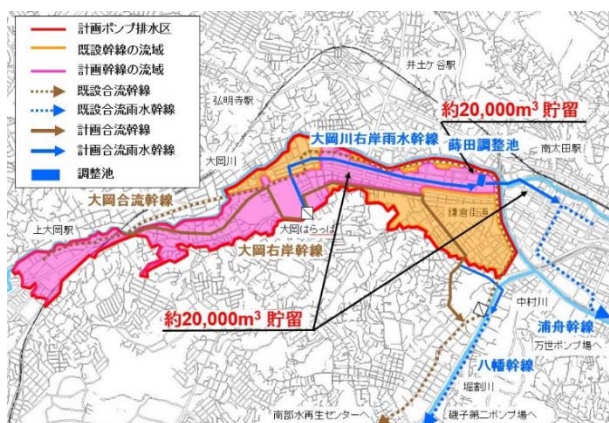 計画ポンプ排水区
既設幹線の流域
計画幹線の流域
既設合流幹線
既設合流雨水幹線
計画合流幹線
計画合流雨水幹線
調整池
井土ケ谷駅
弘明寺駅
約20,000m³ 貯留
大岡川右岸雨水幹線
蒔田調整池
南太田駅
大岡川
大岡合流幹線
鎌倉街道
上大岡駅
大岡はらっぱ
大岡右岸幹線
約20,000m³ 貯留
中村川
浦舟幹線
万世ポンプ場へ
八幡幹線
堀割川
南部水再生センターへ
磯子第二ポンプ場へ